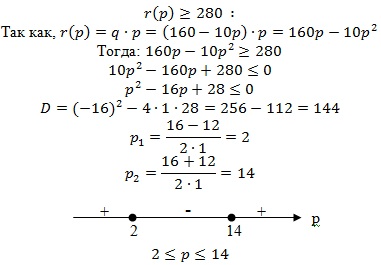 r(p) ≥ 280 :
Так как, r(p) = q · p = (160 − 10p) · p = 160p − 10p²
Тогда: 160p − 10p² ≥ 280
10p² − 160p + 280 ≤ 0
p² − 16p + 28 ≤ 0
D = (−16)² − 4 · 1 · 28 = 256 − 112 = 144
p₁ = (16 − 12)/(2 · 1) = 2
p₂ = (16 + 12)/(2 · 1) = 14
+ - + p
2 14
2 ≤ p ≤ 14